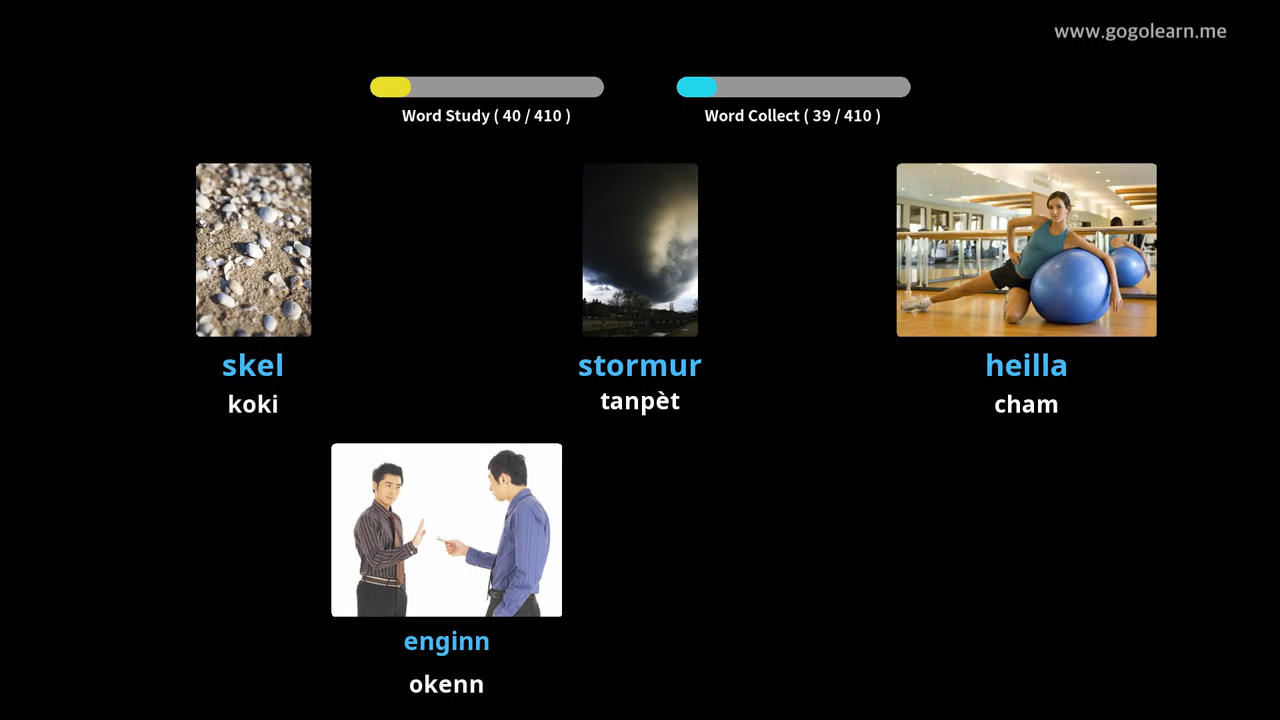 www.gogolearn.me
Word Study ( 40 / 410 )
Word Collect ( 39 / 410 )
skel
stormur
heilla
koki
tanpèt
cham
enginn
okenn